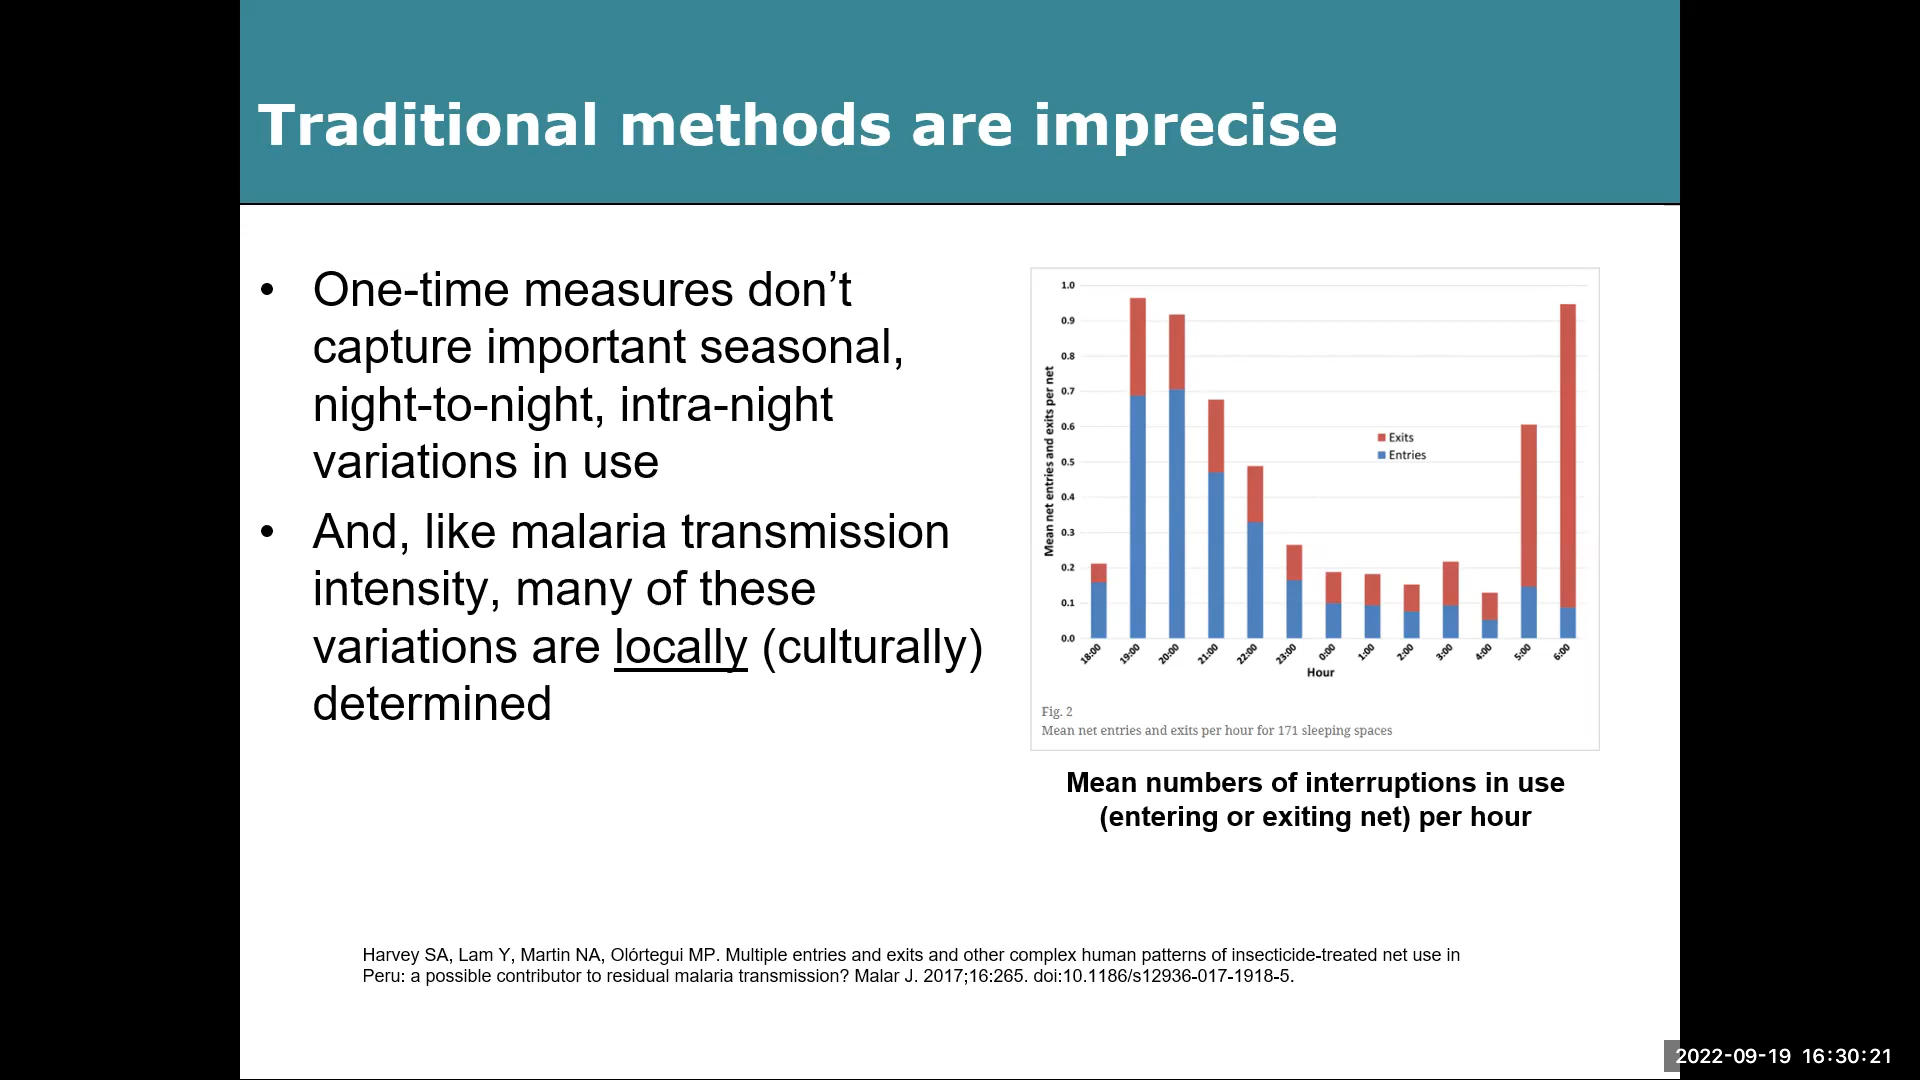 Traditional methods are imprecise
• One-time measures don’t
capture important seasonal,
night-to-night, intra-night
variations in use
• And, like malaria transmission
intensity, many of these
variations are locally (culturally)
determined
Mean net entries and exits per net
1.0
0.9
0.8
0.7
0.6
0.5
0.4
0.3
0.2
0.1
0.0
Exits
Entries
18:00 19:00 20:00 21:00 22:00 23:00 0:00 1:00 2:00 3:00 4:00 5:00 6:00
Hour
Fig. 2
Mean net entries and exits per hour for 171 sleeping spaces
Mean numbers of interruptions in use
(entering or exiting net) per hour
Harvey SA, Lam Y, Martin NA, Olórtegui MP. Multiple entries and exits and other complex human patterns of insecticide-treated net use in
Peru: a possible contributor to residual malaria transmission? Malar J. 2017;16:265. doi:10.1186/s12936-017-1918-5.
2022-09-19 16:30:21